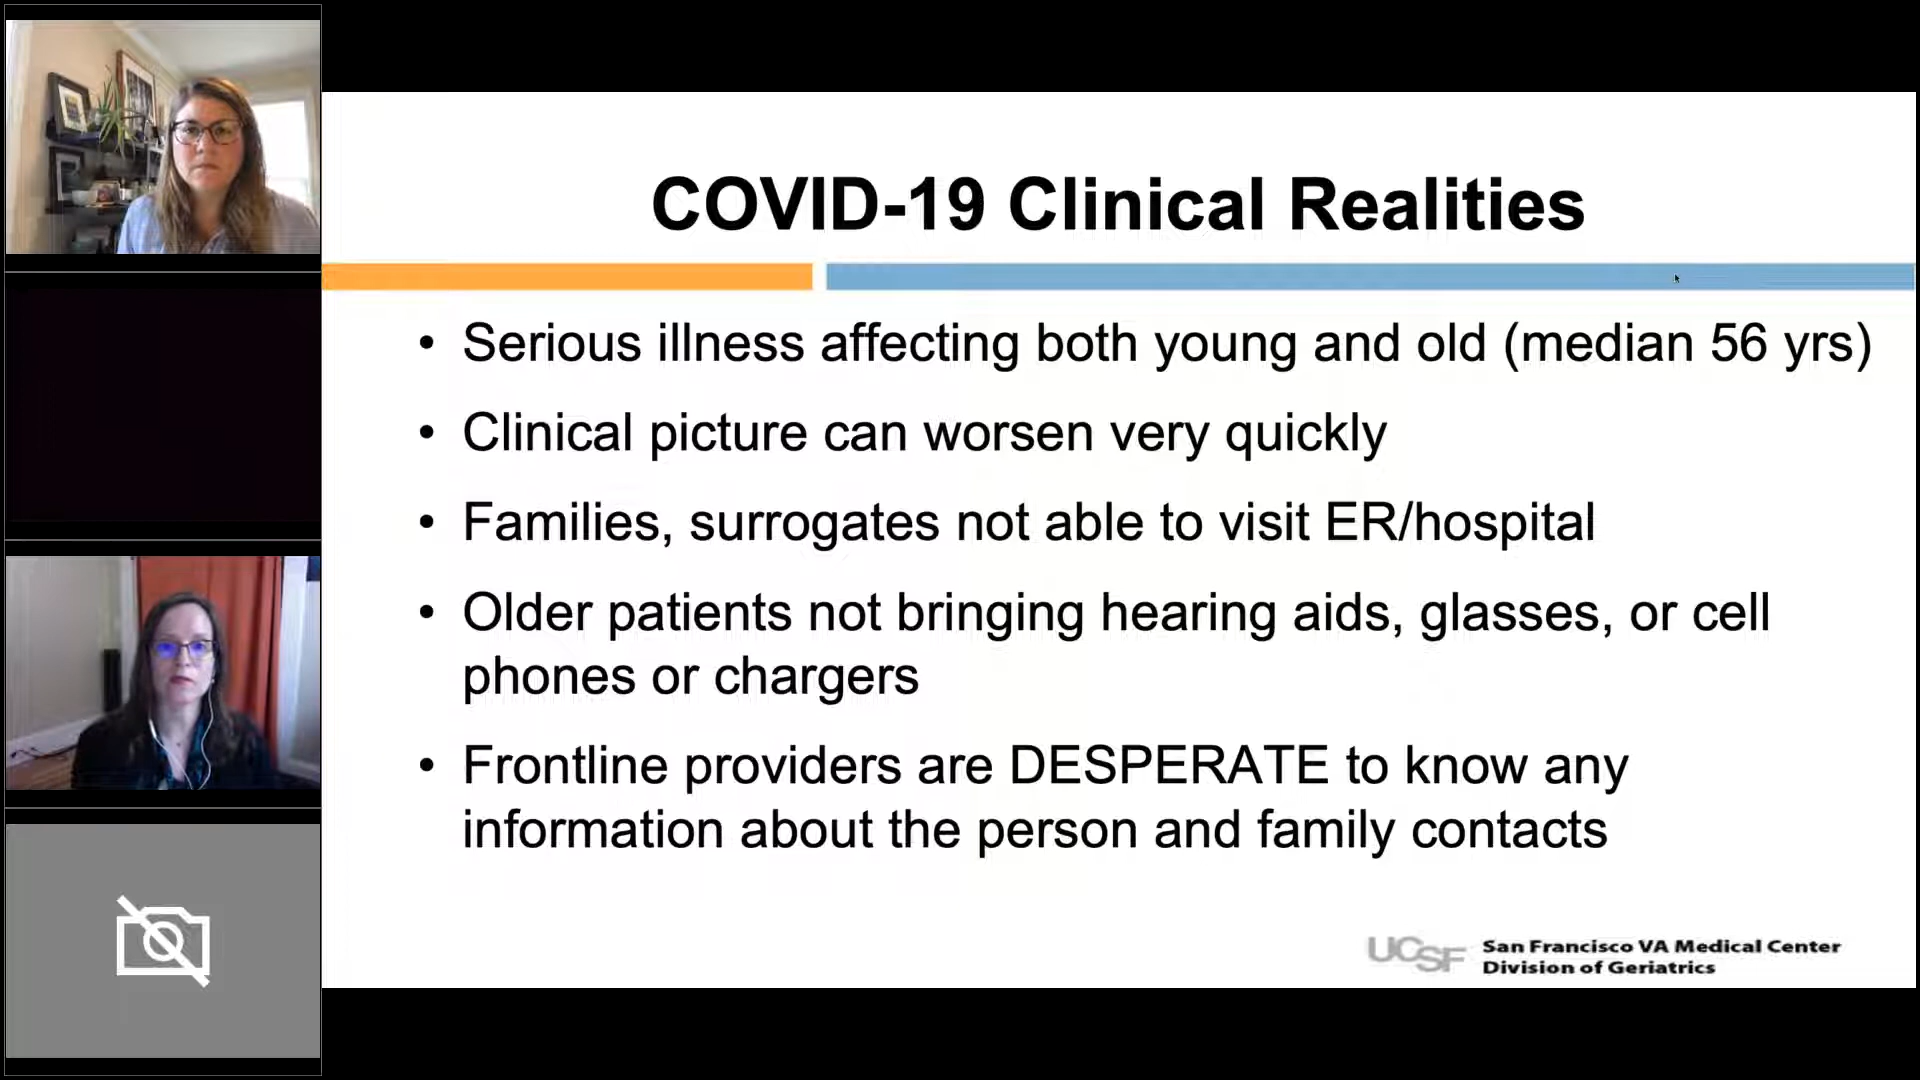 COVID-19 Clinical Realities
• Serious illness affecting both young and old (median 56 yrs)
• Clinical picture can worsen very quickly
• Families, surrogates not able to visit ER/hospital
• Older patients not bringing hearing aids, glasses, or cell
phones or chargers
• Frontline providers are DESPERATE to know any
information about the person and family contacts
UCSF San Francisco VA Medical Center
Division of Geriatrics